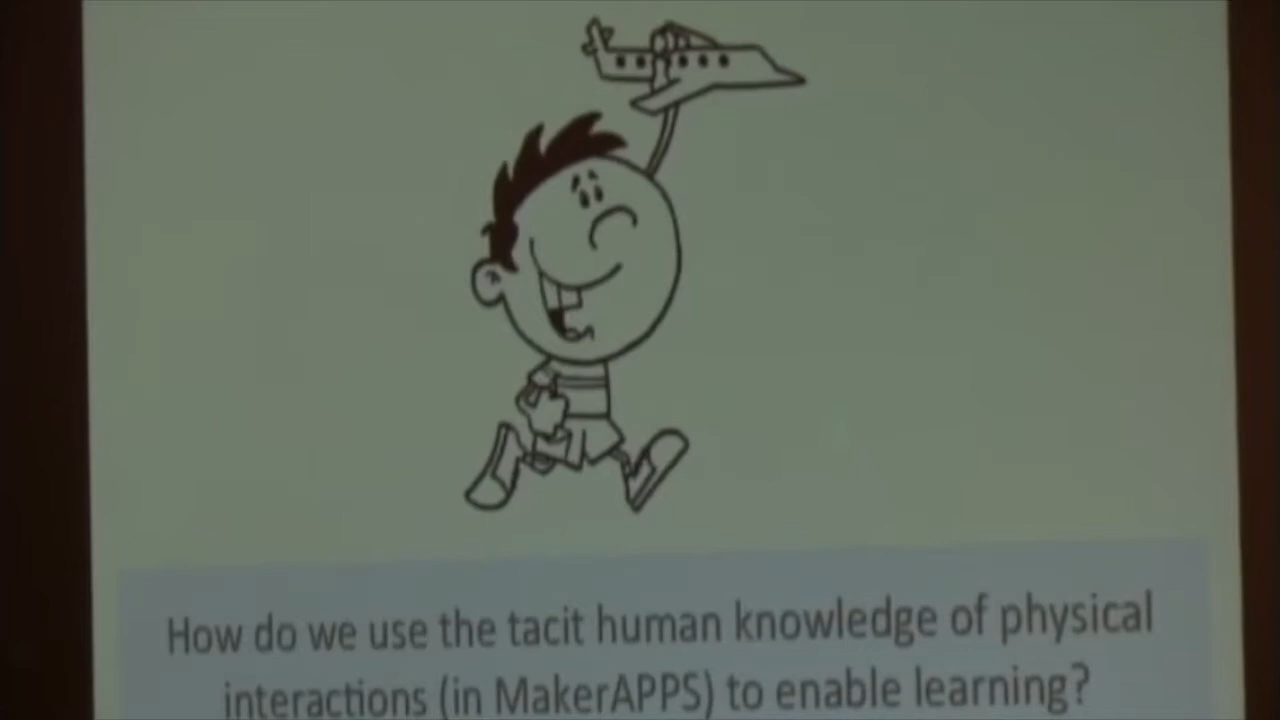 How do we use the tacit human knowledge of physical
interactions (in MakerAPPS) to enable learning?